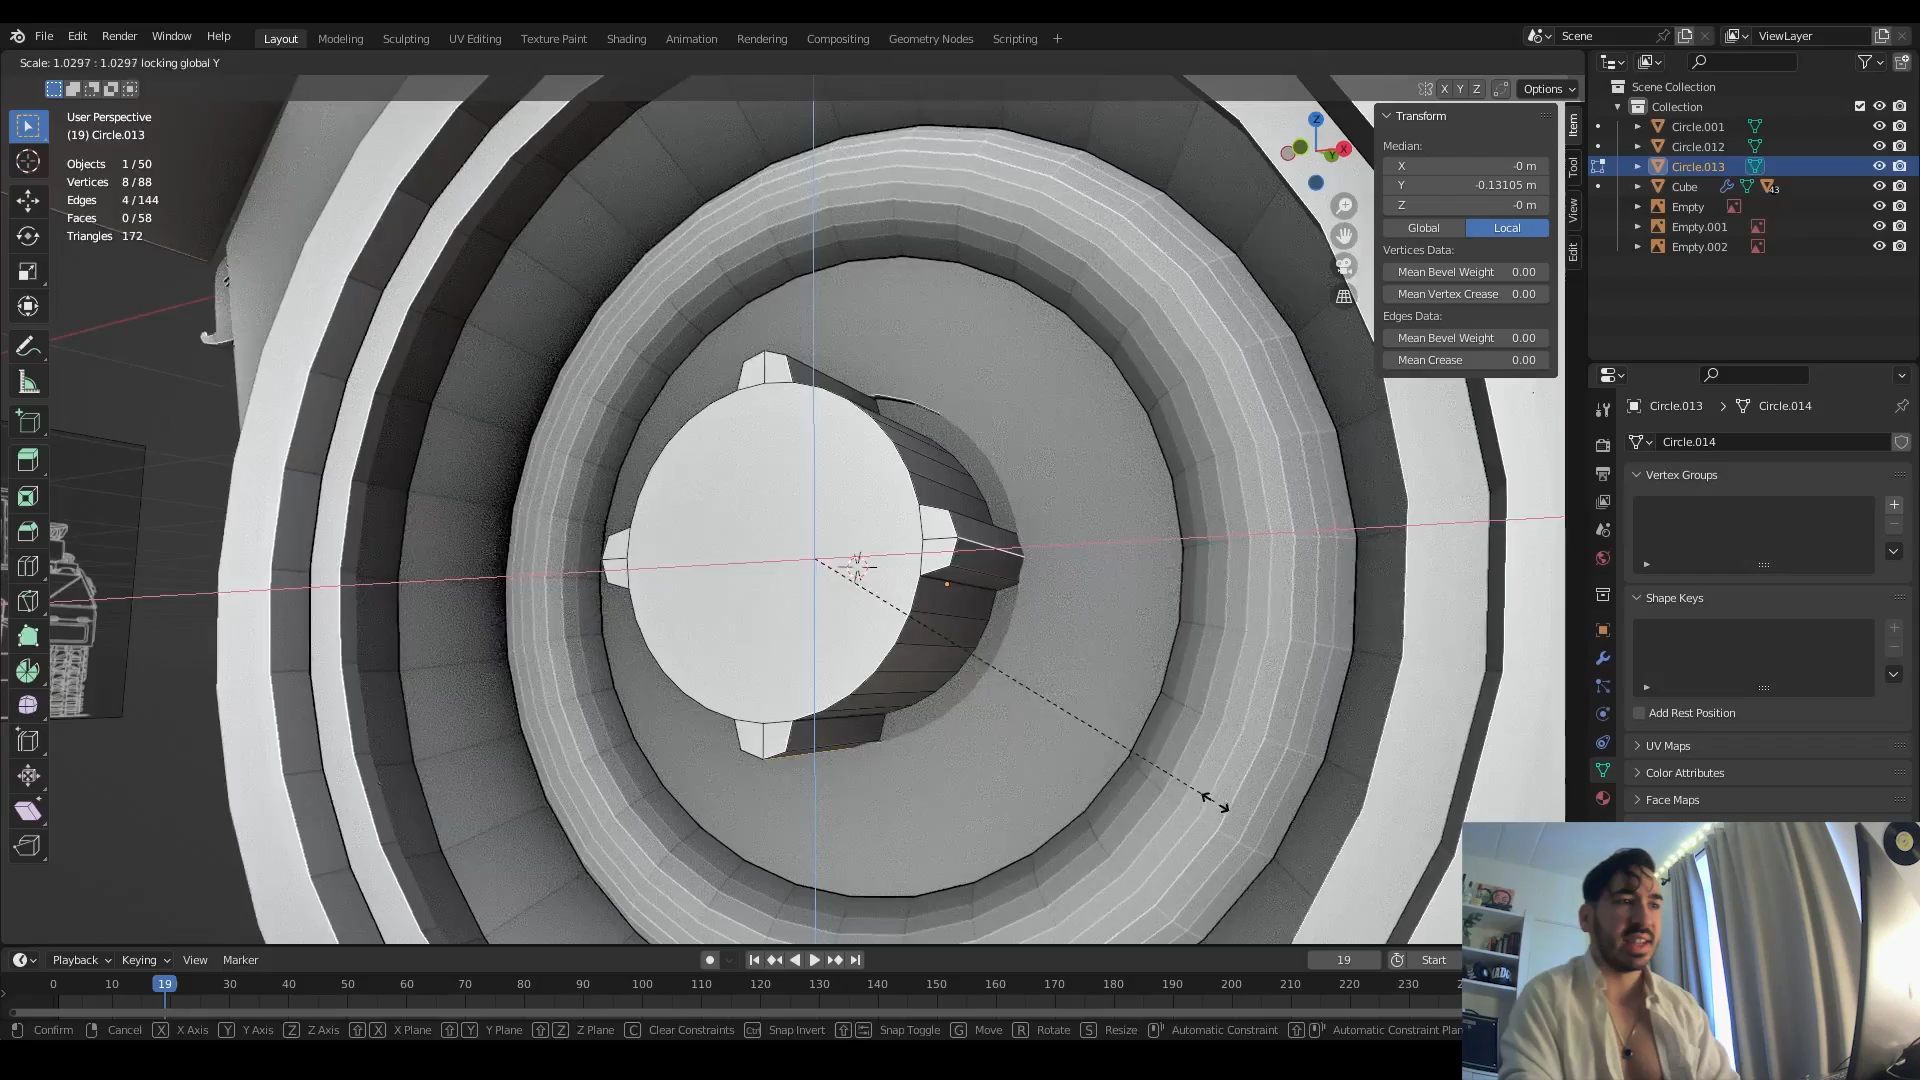 File Edit Render Window Help Layout Modeling Sculpting UV Editing Texture Paint Shading Animation Rendering Compositing Geometry Nodes Scripting + Scene ViewLayer
Scale: 1.0297 : 1.0297 locking global Y
X Y Z Options
User Perspective
(19) Circle.013
Objects 1 / 50
Vertices 8 / 88
Edges 4 / 144
Faces 0 / 58
Triangles 172
Transform
Median:
X -0 m
Y -0.13105 m
Z -0 m
Global Local
Vertices Data:
Mean Bevel Weight 0.00
Mean Vertex Crease 0.00
Edges Data:
Mean Bevel Weight 0.00
Mean Crease 0.00
Item
Tool
View
Edit
Z
X
Y
Scene Collection
Collection
Circle.001
Circle.012
Circle.013
Cube 43
Empty
Empty.001
Empty.002
Circle.013 Circle.014
Circle.014
Vertex Groups
Shape Keys
Add Rest Position
UV Maps
Color Attributes
Face Maps
Playback Keying View Marker 19 Start
0 10 19 30 40 50 60 70 80 90 100 110 120 130 140 150 160 170 180 190 200 210 220 230
Confirm Cancel X X Axis Y Y Axis Z Z Axis X X Plane Y Y Plane Z Z Plane C Clear Constraints Ctrl Snap Invert Snap Toggle G Move R Rotate S Resize Automatic Constraint Automatic Constraint Plan